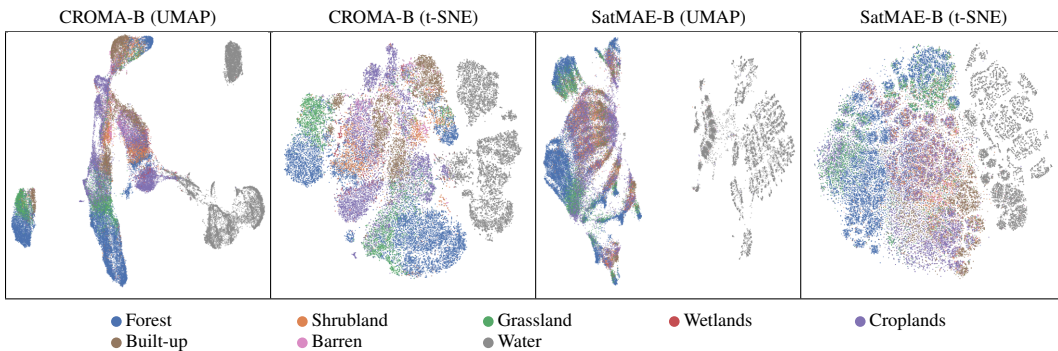 CROMA-B (UMAP) CROMA-B (t-SNE) SatMAE-B (UMAP) SatMAE-B (t-SNE)
Forest Shrubland Grassland Wetlands Croplands
Built-up Barren Water